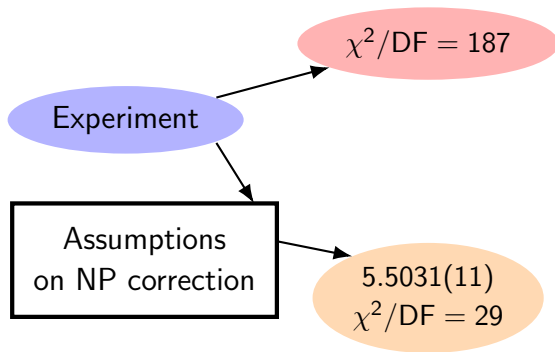 χ²/DF = 187
Experiment
Assumptions
on NP correction
5.5031(11)
χ²/DF = 29